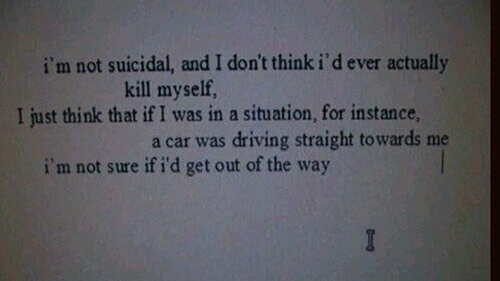 i'm not suicidal, and I don't think i'd ever actually
kill myself,
I just think that if I was in a situation, for instance,
a car was driving straight towards me
i'm not sure if i'd get out of the way